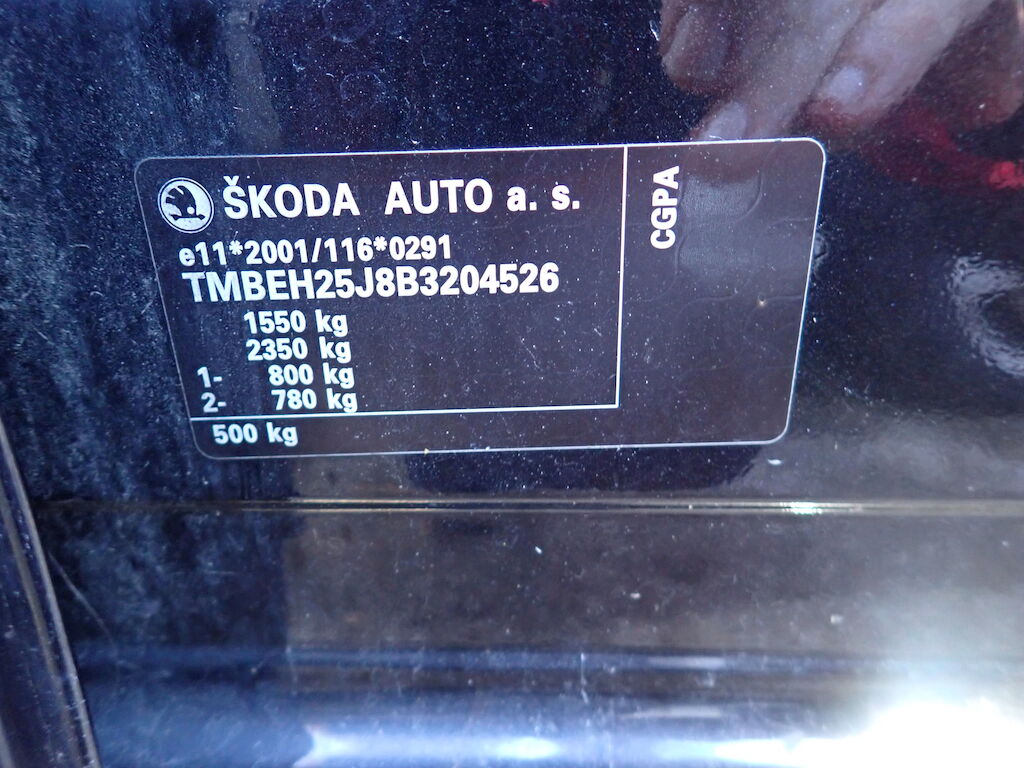 ŠKODA AUTO a. s.
e11*2001/116*0291
TMBEH25J8B3204526
1550 kg
2350 kg
1- 800 kg
2- 780 kg
500 kg
CGPA